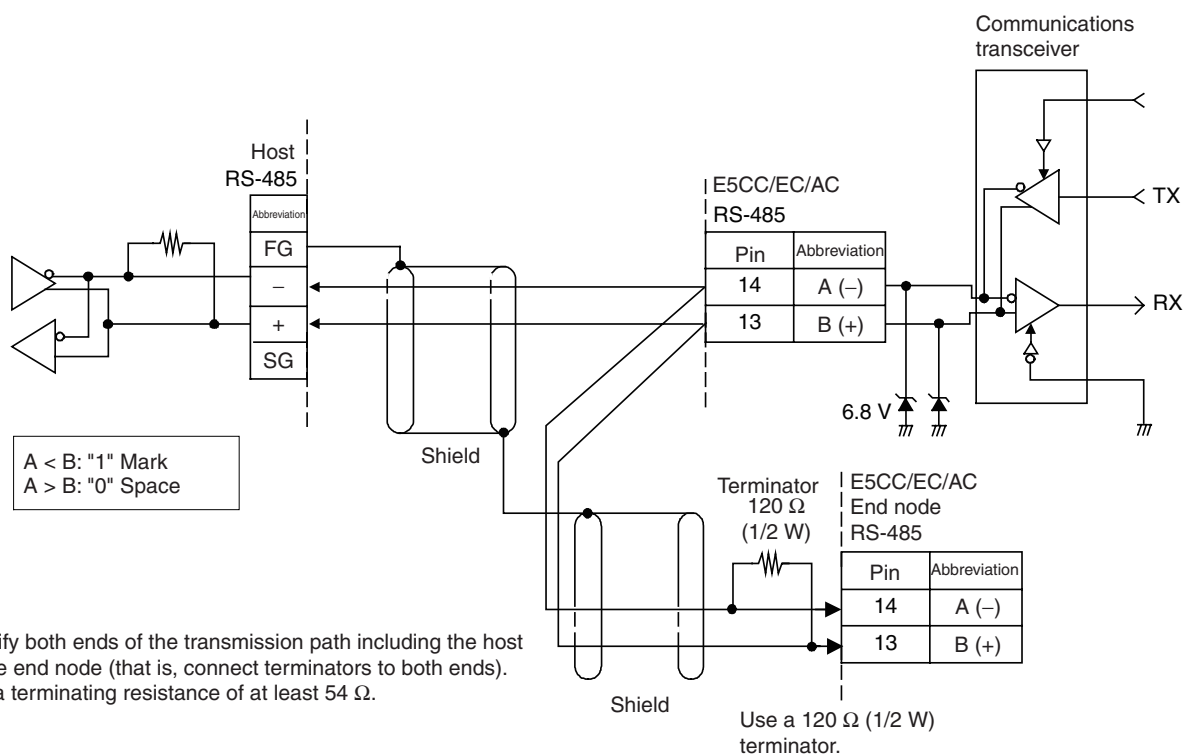 Communications
transceiver
Host
RS-485
Abbreviation
FG
–
+
SG
E5CC/EC/AC
RS-485
Pin Abbreviation
14 A (–)
13 B (+)
TX
RX
6.8 V
A < B: "1" Mark
A > B: "0" Space
Shield
Terminator
120 Ω
(1/2 W)
E5CC/EC/AC
End node
RS-485
Pin Abbreviation
14 A (–)
13 B (+)
both ends of the transmission path including the host
end node (that is, connect terminators to both ends).
a terminating resistance of at least 54 Ω.
Shield
Use a 120 Ω (1/2 W)
terminator.